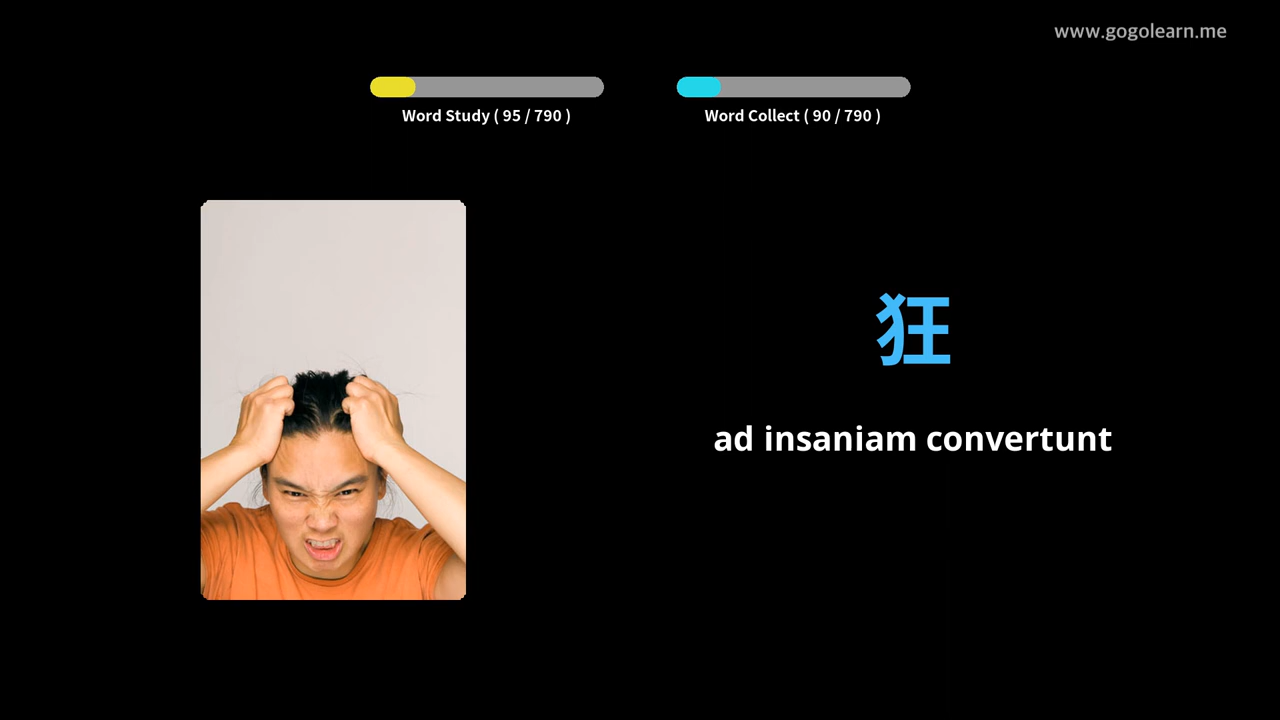 www.gogolearn.me
Word Study ( 95 / 790 )
Word Collect ( 90 / 790 )
狂
ad insaniam convertunt